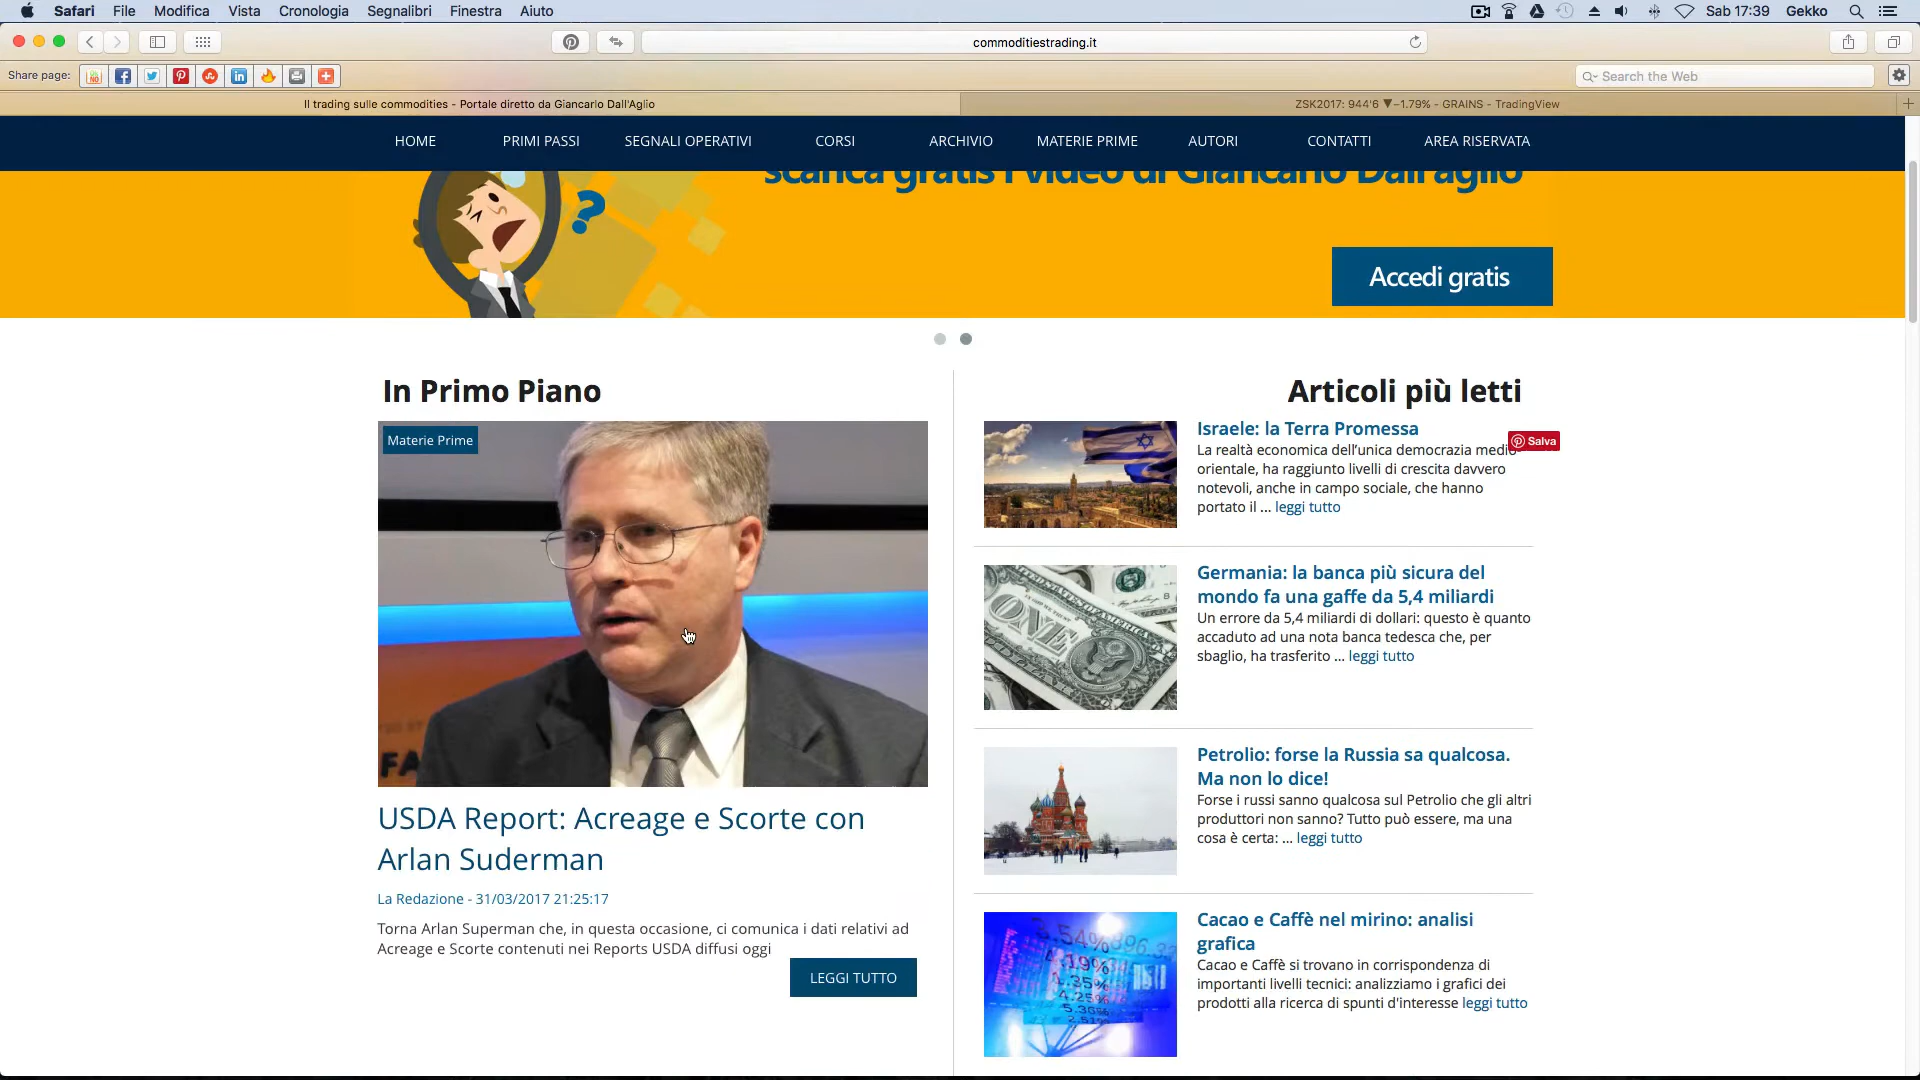 Safari File Modifica Vista Cronologia Segnalibri Finestra Aiuto
Sab 17:39 Gekko
commoditiestrading.it
Share page:
Search the Web
Il trading sulle commodities - Portale diretto da Giancarlo Dall'Aglio
ZSK2017: 944'6 ▼−1.79% - GRAINS - TradingView
HOME PRIMI PASSI SEGNALI OPERATIVI CORSI ARCHIVIO MATERIE PRIME AUTORI CONTATTI AREA RISERVATA
scarica gratis i video di Giancarlo Dall'aglio
?
Accedi gratis
In Primo Piano
Materie Prime
USDA Report: Acreage e Scorte con
Arlan Suderman
La Redazione - 31/03/2017 21:25:17
Torna Arlan Superman che, in questa occasione, ci comunica i dati relativi ad
Acreage e Scorte contenuti nei Reports USDA diffusi oggi
LEGGI TUTTO
Articoli più letti
Salva
Israele: la Terra Promessa
La realtà economica dell’unica democrazia medio
orientale, ha raggiunto livelli di crescita davvero
notevoli, anche in campo sociale, che hanno
portato il ... leggi tutto
Germania: la banca più sicura del
mondo fa una gaffe da 5,4 miliardi
Un errore da 5,4 miliardi di dollari: questo è quanto
accaduto ad una nota banca tedesca che, per
sbaglio, ha trasferito ... leggi tutto
ONE
Petrolio: forse la Russia sa qualcosa.
Ma non lo dice!
Forse i russi sanno qualcosa sul Petrolio che gli altri
produttori non sanno? Tutto può essere, ma una
cosa è certa: ... leggi tutto
Cacao e Caffè nel mirino: analisi
grafica
Cacao e Caffè si trovano in corrispondenza di
importanti livelli tecnici: analizziamo i grafici dei
prodotti alla ricerca di spunti d'interesse leggi tutto